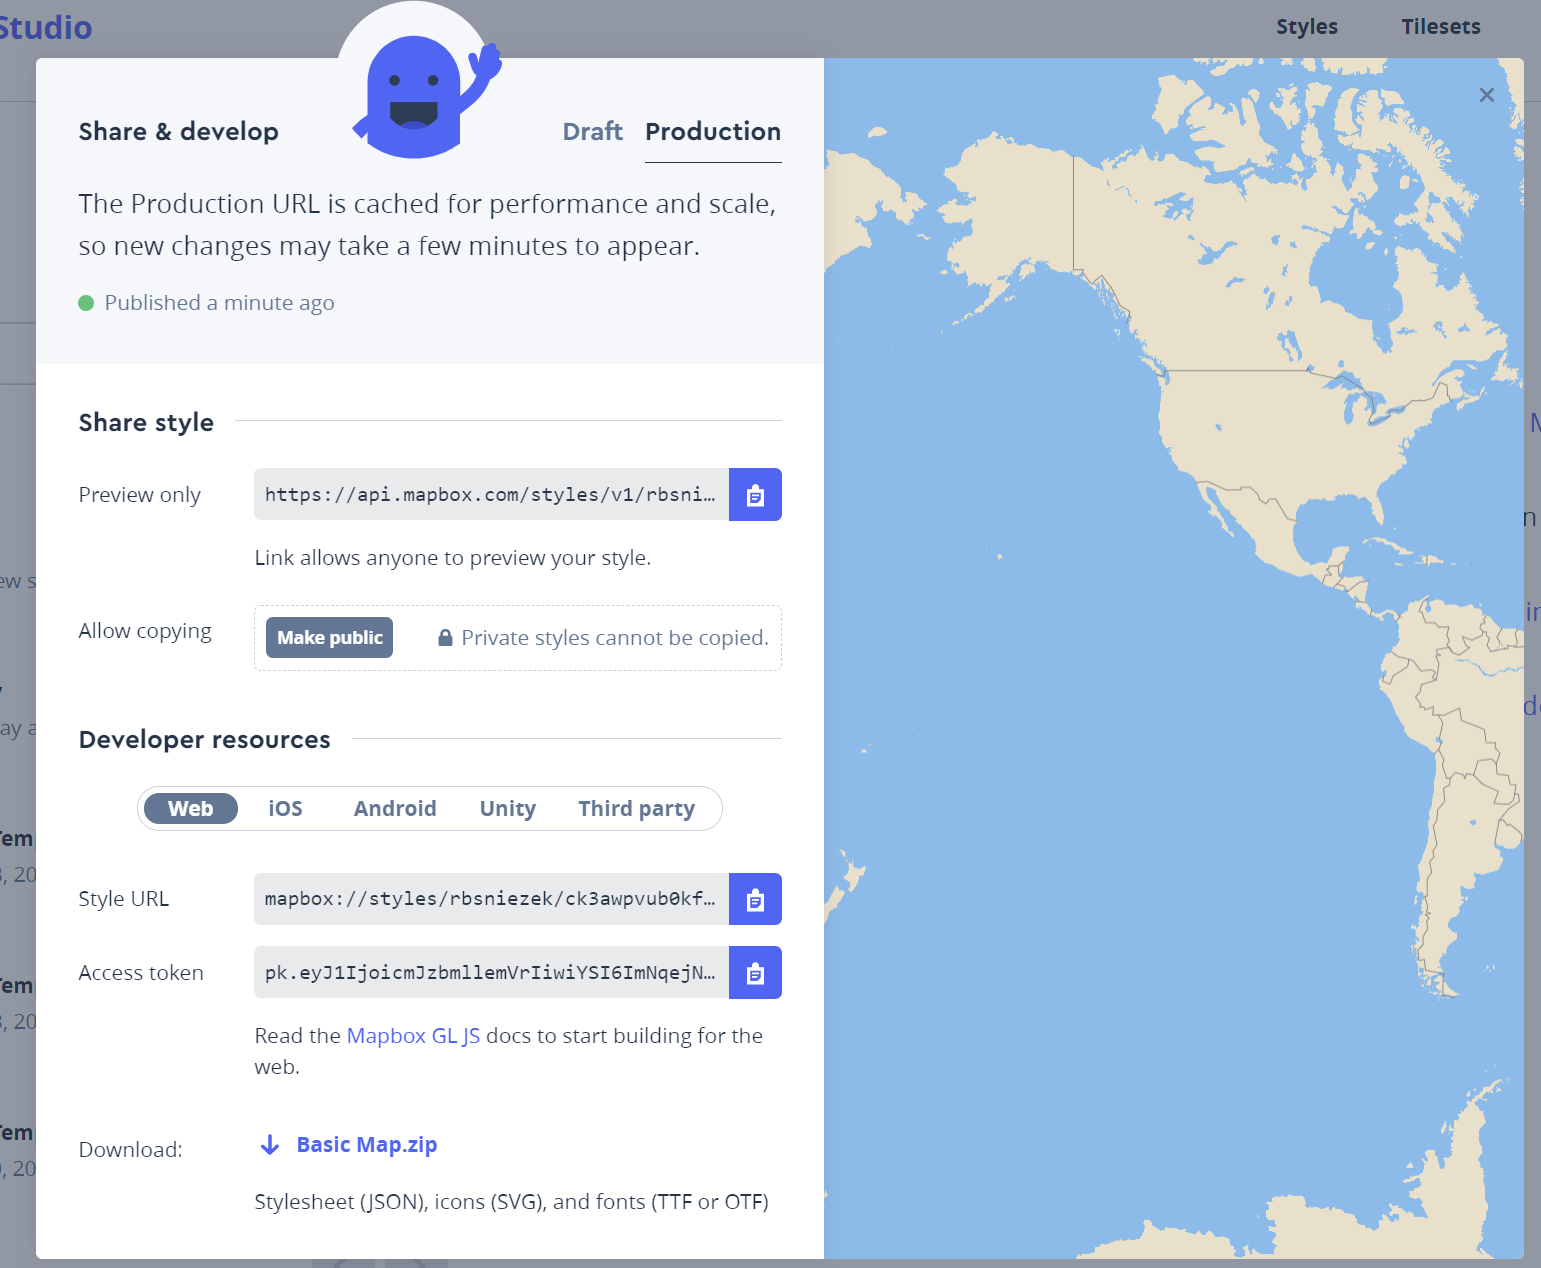 Studio
Styles
Tilesets
Share & develop
Draft
Production
The Production URL is cached for performance and scale,
so new changes may take a few minutes to appear.
Published a minute ago
Share style
Preview only
https://api.mapbox.com/styles/v1/rbsni…
Link allows anyone to preview your style.
Allow copying
Make public
Private styles cannot be copied.
Developer resources
Web
iOS
Android
Unity
Third party
Style URL
mapbox://styles/rbsniezek/ck3awpvub0kf…
Access token
pk.eyJ1IjoicmJzbmllemVrIiwiYSI6ImNqejN…
Read the Mapbox GL JS docs to start building for the
web.
Download:
Basic Map.zip
Stylesheet (JSON), icons (SVG), and fonts (TTF or OTF)